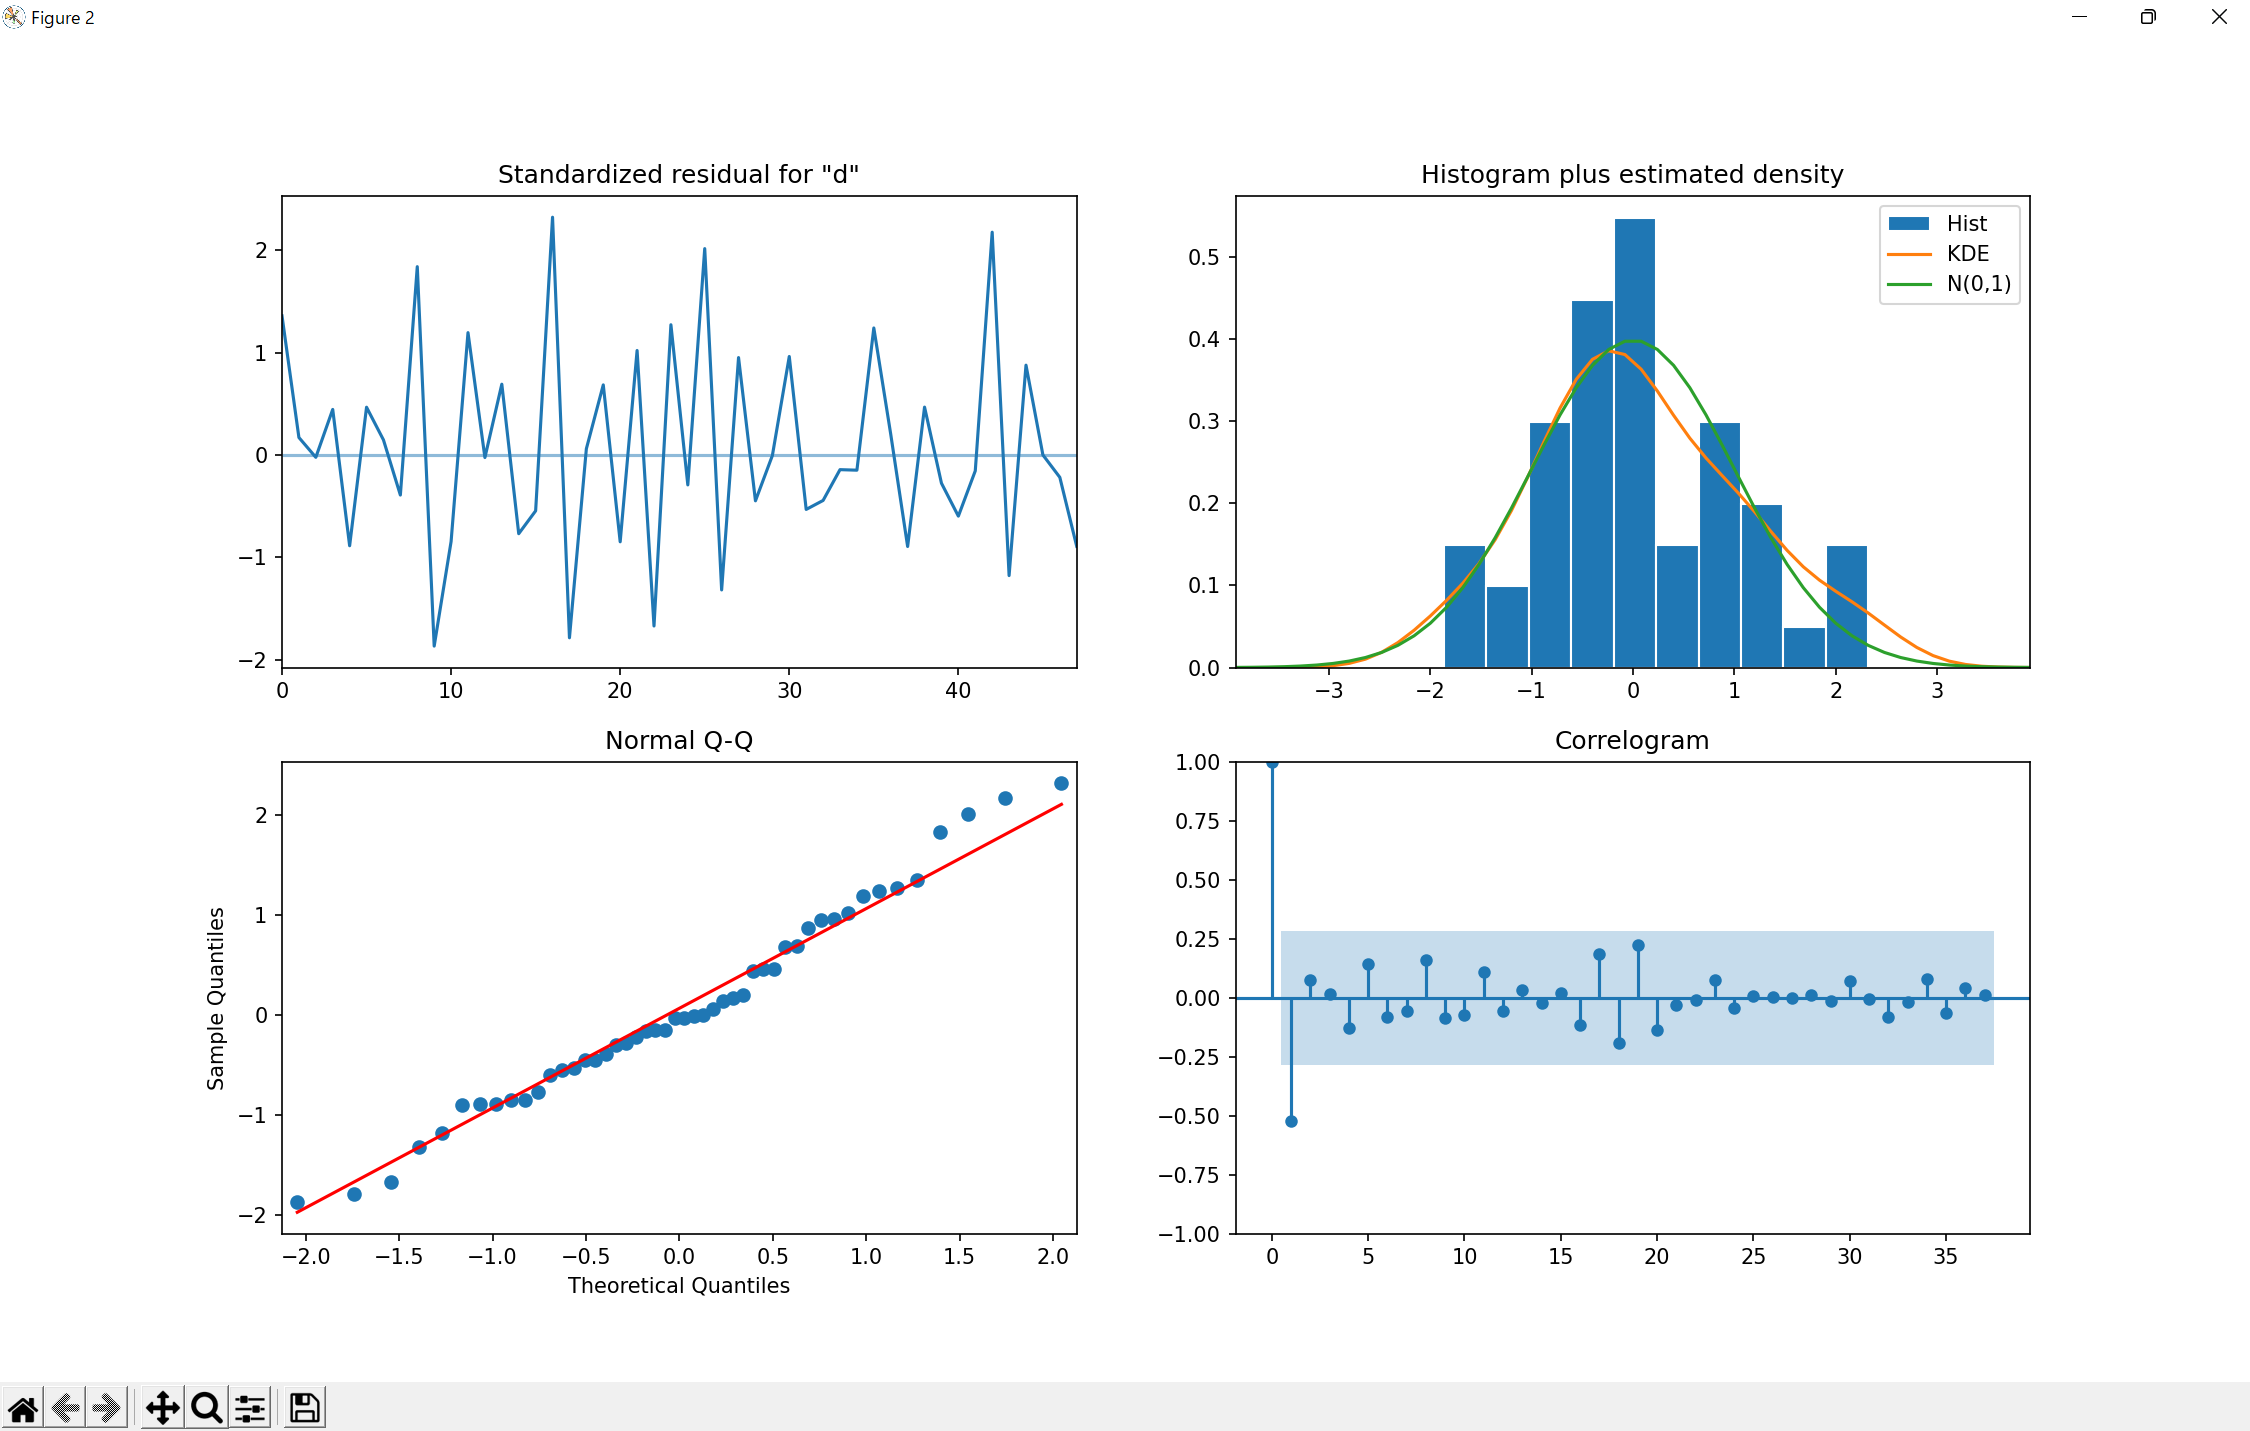 Figure 2
Standardized residual for "d"
2
1
0
−1
−2
0 10 20 30 40
Histogram plus estimated density
Hist
KDE
N(0,1)
0.5
0.4
0.3
0.2
0.1
0.0
−3 −2 −1 0 1 2 3
Normal Q-Q
Sample Quantiles
2
1
0
−1
−2
−2.0 −1.5 −1.0 −0.5 0.0 0.5 1.0 1.5 2.0
Theoretical Quantiles
Correlogram
1.00
0.75
0.50
0.25
0.00
−0.25
−0.50
−0.75
−1.00
0 5 10 15 20 25 30 35